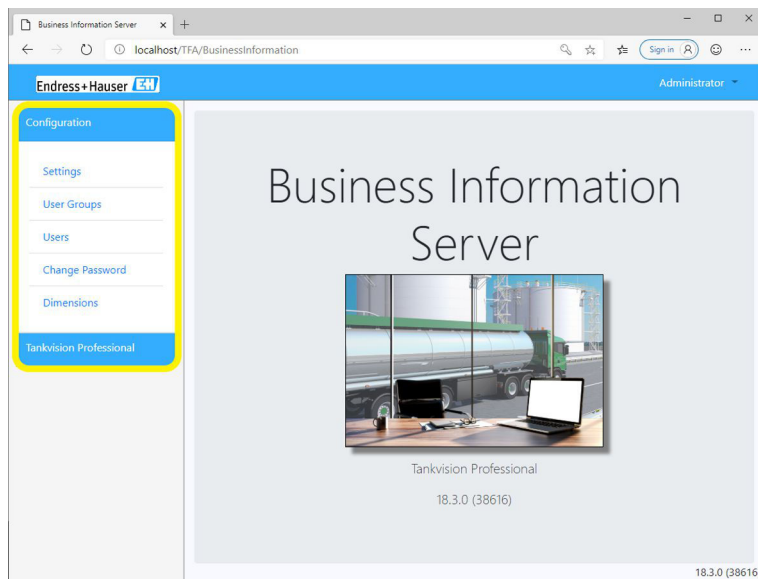 Business Information Server
localhost/TFA/BusinessInformation
Sign in
Endress+Hauser EH
Administrator
Configuration
Settings
User Groups
Users
Change Password
Dimensions
Tankvision Professional
Business Information
Server
Tankvision Professional
18.3.0 (38616)
18.3.0 (38616